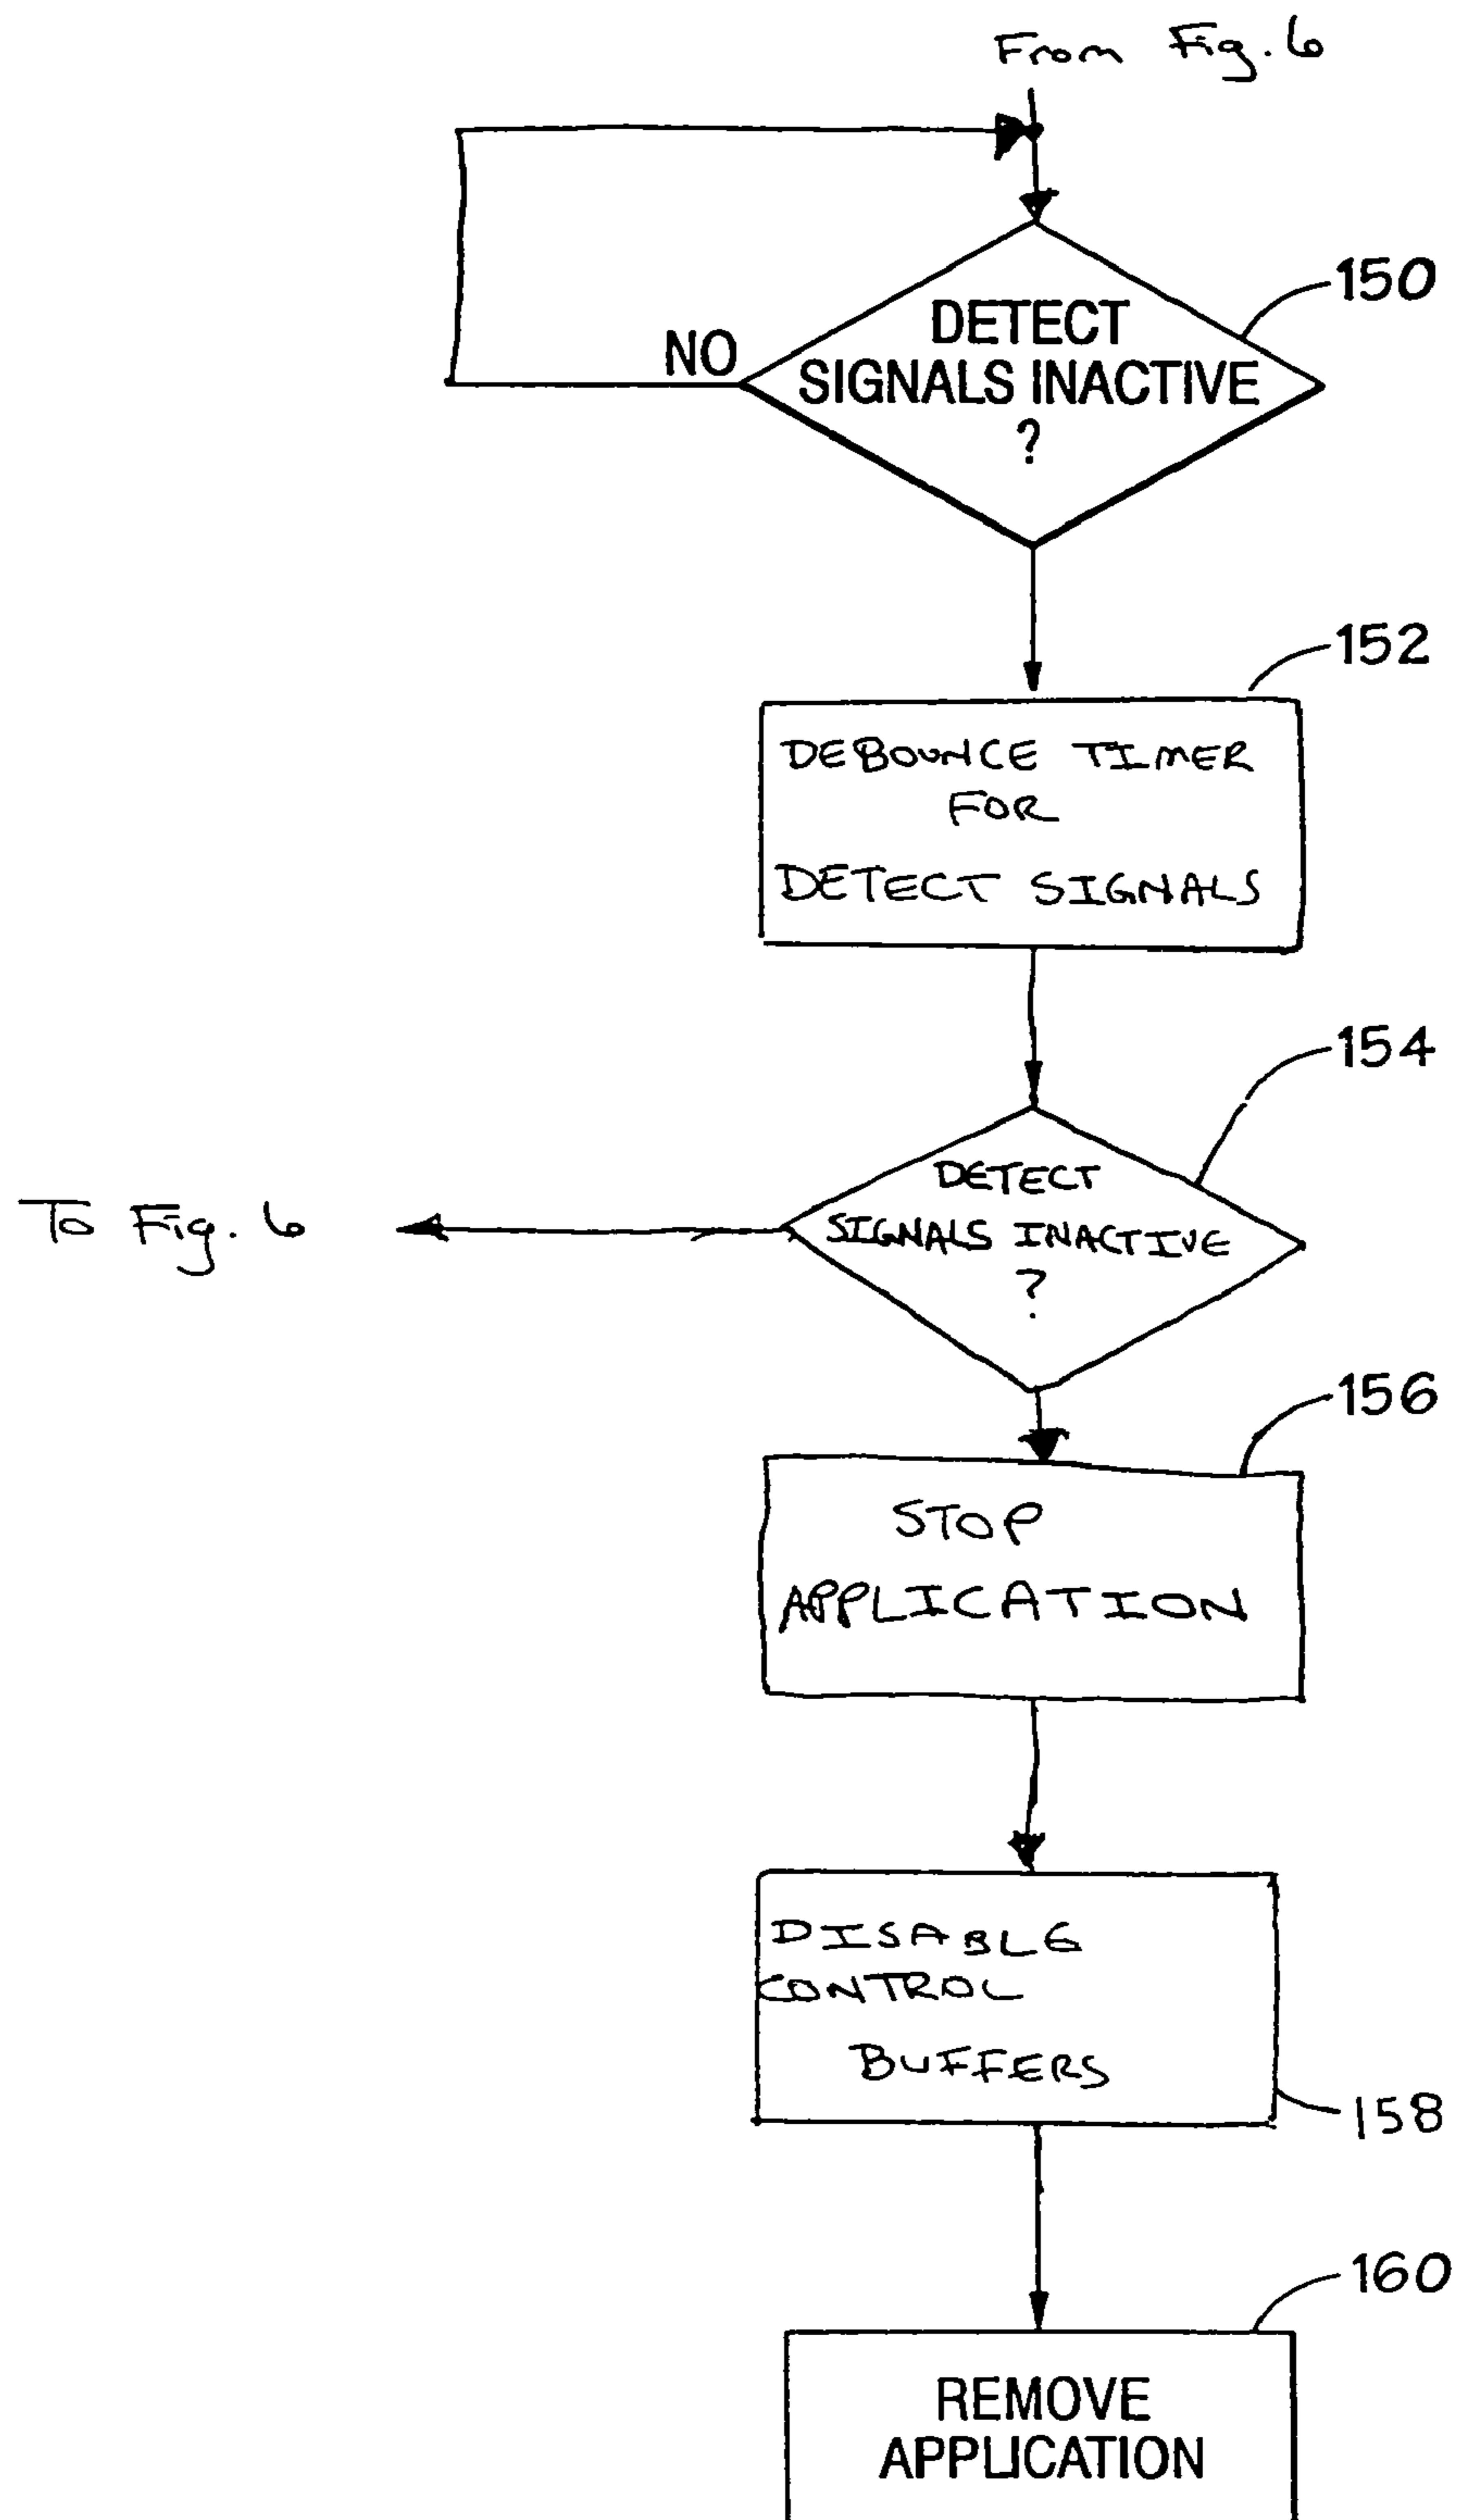 From Fig. 6
150
DETECT
NO
SIGNALS INACTIVE
?
152
DEBOUNCE TIMER
FOR
DETECT SIGNALS
154
DETECT
To Fig. 6
SIGNALS INACTIVE
?
156
STOP
APPLICATION
DISABLE
CONTROL
BUFFERS
158
160
REMOVE
APPLICATION